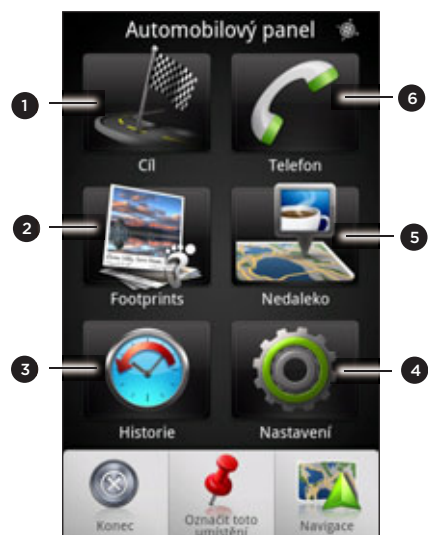 Automobilový panel
1
6
Cíl
Telefon
2
5
Footprints
Nedaleko
3
4
Historie
Nastavení
Konec
Označit toto
umístění
Navigace